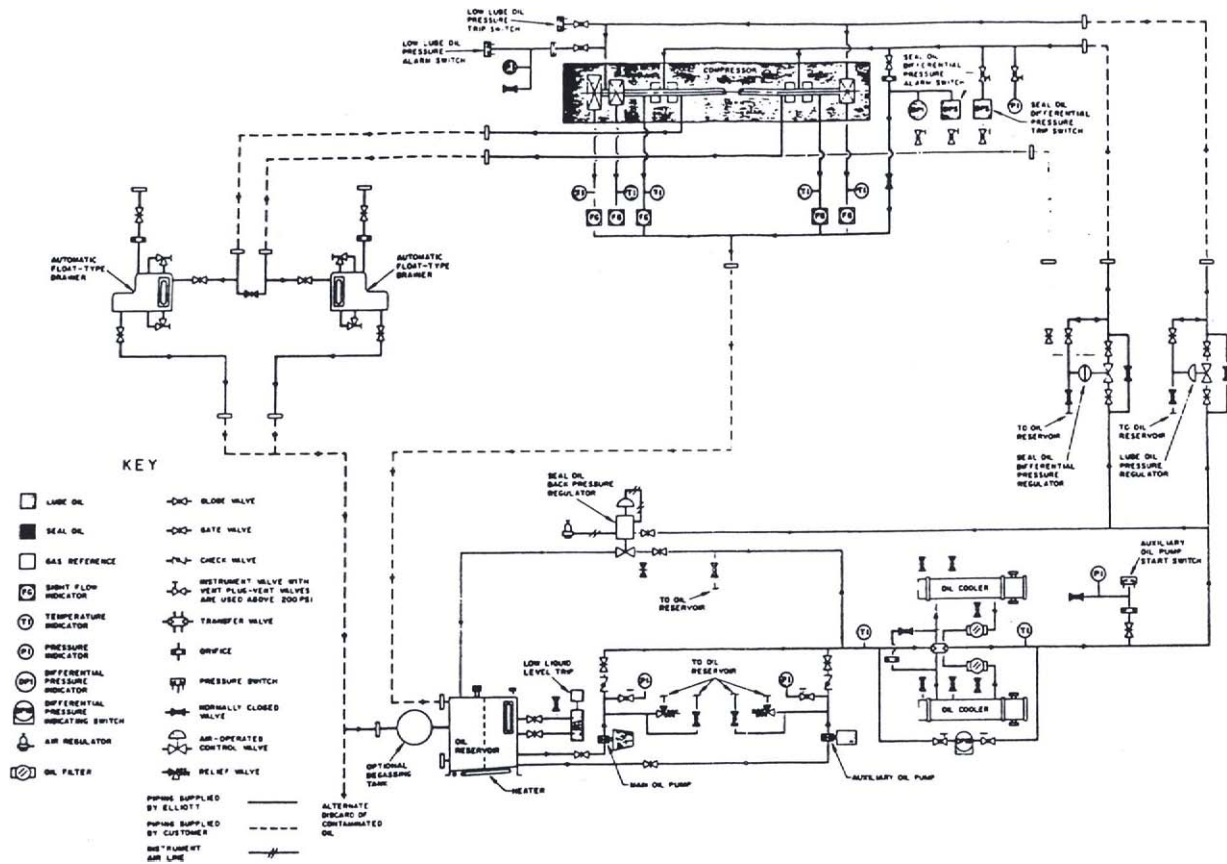 LOW LUBE OIL
PRESSURE
TRIP SWITCH
LOW LUBE OIL
PRESSURE
ALARM SWITCH
COMPRESSOR
SEAL OIL
DIFFERENTIAL
PRESSURE
ALARM SWITCH
PI
SEAL OIL
DIFFERENTIAL
PRESSURE
TRIP SWITCH
TI
TI
TI
TI
FG
FG
AUTOMATIC
FLOAT-TYPE
DRAINER
AUTOMATIC
FLOAT-TYPE
DRAINER
TO OIL
RESERVOIR
SEAL OIL
DIFFERENTIAL
PRESSURE
REGULATOR
TO OIL
RESERVOIR
LUBE OIL
PRESSURE
REGULATOR
SEAL OIL
BACK PRESSURE
REGULATOR
TO OIL
RESERVOIR
AUXILIARY
OIL PUMP
START SWITCH
PI
OIL COOLER
TI
TI
OIL COOLER
LOW LIQUID
LEVEL TRIP
TO OIL
RESERVOIR
PI
PI
OIL
RESERVOIR
OPTIONAL
DEGASSING
TANK
HEATER
MAIN OIL PUMP
AUXILIARY OIL PUMP
KEY
LUBE OIL
SEAL OIL
GAS REFERENCE
FG SIGHT FLOW
INDICATOR
TI TEMPERATURE
INDICATOR
PI PRESSURE
INDICATOR
DPI DIFFERENTIAL
PRESSURE
INDICATOR
DIFFERENTIAL
PRESSURE
INDICATING SWITCH
AIR REGULATOR
OIL FILTER
GLOBE VALVE
GATE VALVE
CHECK VALVE
INSTRUMENT VALVE WITH
VENT PLUG-VENT VALVES
ARE USED ABOVE 200 PSI
TRANSFER VALVE
ORIFICE
PRESSURE SWITCH
NORMALLY CLOSED
VALVE
AIR-OPERATED
CONTROL VALVE
RELIEF VALVE
PIPING SUPPLIED
BY ELLIOTT
PIPING SUPPLIED
BY CUSTOMER
INSTRUMENT
AIR LINE
ALTERNATE
DISCARD OF
CONTAMINATED
OIL